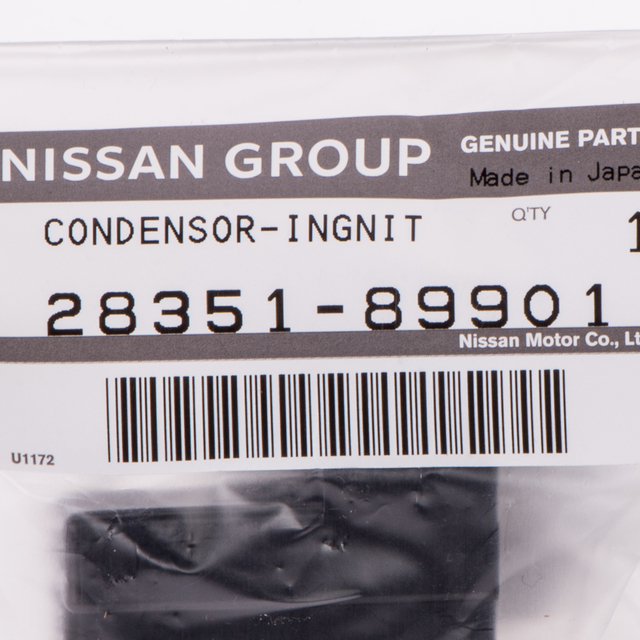 NISSAN GROUP GENUINE PART
Made in Japa
CONDENSOR-INGNIT Q'TY 1
28351-89901
Nissan Motor Co., Lt
U1172